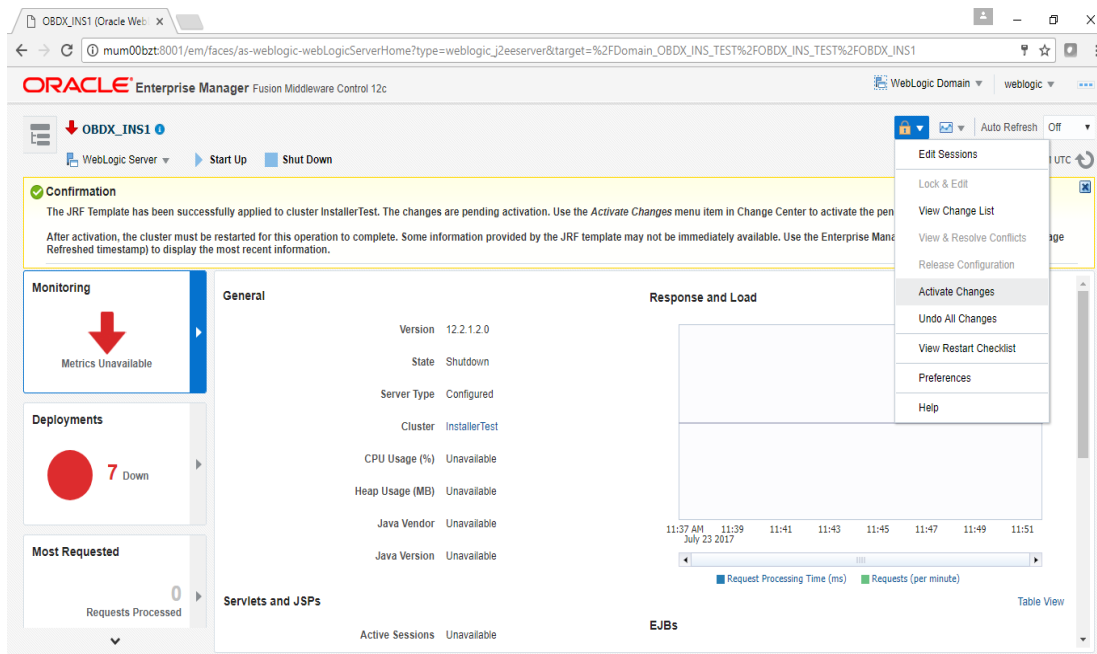 OBDX_INS1 (Oracle Web
mum00bzt:8001/em/faces/as-weblogic-webLogicServerHome?type=weblogic_j2eeserver&target=%2FDomain_OBDX_INS_TEST%2FOBDX_INS_TEST%2FOBDX_INS1
ORACLE Enterprise Manager Fusion Middleware Control 12c
WebLogic Domain
weblogic
OBDX_INS1
Auto Refresh Off
WebLogic Server
Start Up
Shut Down
UTC
Edit Sessions
Lock & Edit
View Change List
View & Resolve Conflicts
Release Configuration
Activate Changes
Undo All Changes
View Restart Checklist
Preferences
Help
Confirmation
The JRF Template has been successfully applied to cluster InstallerTest. The changes are pending activation. Use the Activate Changes menu item in Change Center to activate the pen
After activation, the cluster must be restarted for this operation to complete. Some information provided by the JRF template may not be immediately available. Use the Enterprise Mana
age
Refreshed timestamp) to display the most recent information.
Monitoring
Metrics Unavailable
Deployments
7 Down
Most Requested
0
Requests Processed
General
Version 12.2.1.2.0
State Shutdown
Server Type Configured
Cluster InstallerTest
CPU Usage (%) Unavailable
Heap Usage (MB) Unavailable
Java Vendor Unavailable
Java Version Unavailable
Servlets and JSPs
Active Sessions Unavailable
Response and Load
11:37 AM 11:39 11:41 11:43 11:45 11:47 11:49 11:51
July 23 2017
Request Processing Time (ms) Requests (per minute)
Table View
EJBs